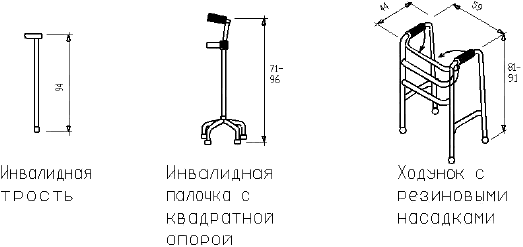 44
59
94
71-
96
81-
91
Инвалидная
трость
Инвалидная
палочка с
квадратной
опорой
Ходунок с
резиновыми
насадками